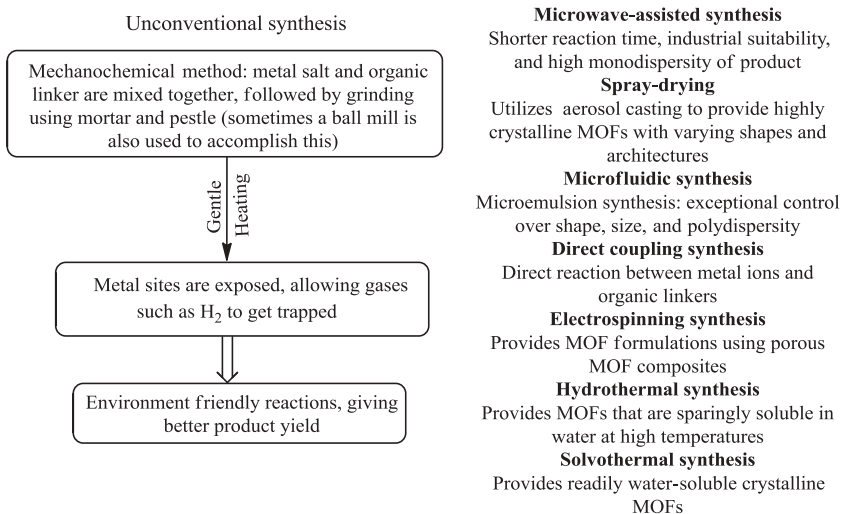 Unconventional synthesis
Mechanochemical method: metal salt and organic
linker are mixed together, followed by grinding
using mortar and pestle (sometimes a ball mill is
also used to accomplish this)
Gentle
Heating
Metal sites are exposed, allowing gases
such as H₂ to get trapped
Environment friendly reactions, giving
better product yield
Microwave-assisted synthesis
Shorter reaction time, industrial suitability,
and high monodispersity of product
Spray-drying
Utilizes aerosol casting to provide highly
crystalline MOFs with varying shapes and
architectures
Microfluidic synthesis
Microemulsion synthesis: exceptional control
over shape, size, and polydispersity
Direct coupling synthesis
Direct reaction between metal ions and
organic linkers
Electrospinning synthesis
Provides MOF formulations using porous
MOF composites
Hydrothermal synthesis
Provides MOFs that are sparingly soluble in
water at high temperatures
Solvothermal synthesis
Provides readily water-soluble crystalline
MOFs